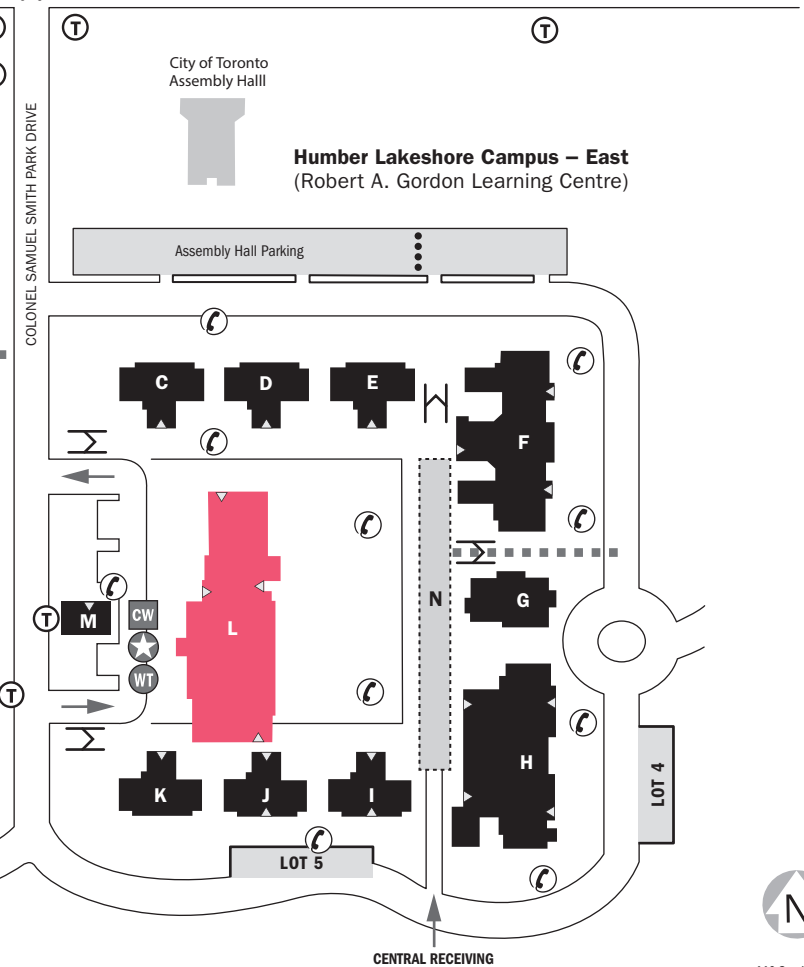 T
T
City of Toronto
Assembly Halll
COLONEL SAMUEL SMITH PARK DRIVE
Humber Lakeshore Campus – East
(Robert A. Gordon Learning Centre)
Assembly Hall Parking
C
D
E
F
L
N
G
M
T
CW
WT
T
K
J
I
H
LOT 4
LOT 5
N
CENTRAL RECEIVING